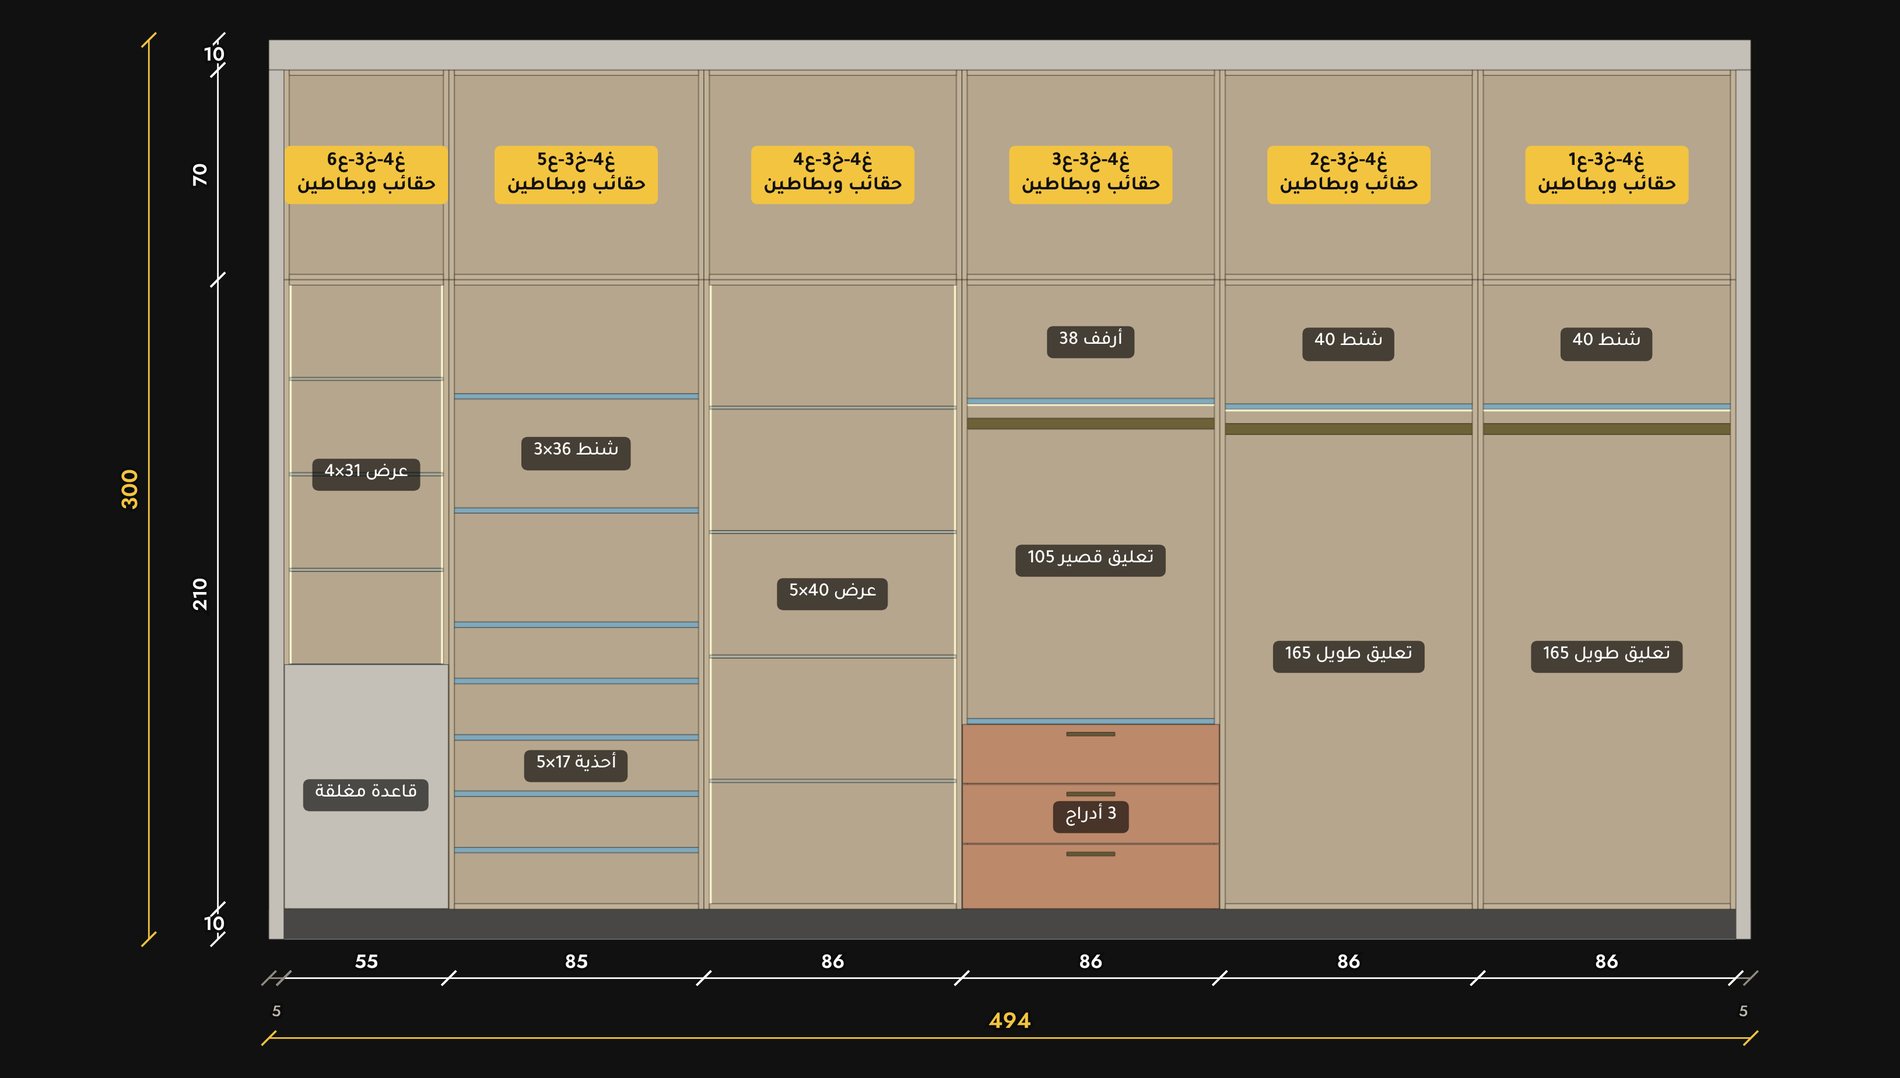 10
غ4-خ3-ع1
حقائب وبطاطين
غ4-خ3-ع2
حقائب وبطاطين
غ4-خ3-ع3
حقائب وبطاطين
غ4-خ3-ع4
حقائب وبطاطين
غ4-خ3-ع5
حقائب وبطاطين
غ4-خ3-ع6
حقائب وبطاطين
70
شنط 40
شنط 40
أرفف 38
شنط 36×3
عرض 31×4
300
تعليق قصير 105
عرض 40×5
210
تعليق طويل 165
تعليق طويل 165
أحذية 17×5
قاعدة مغلقة
3 أدراج
10
55
85
86
86
86
86
5
5
494